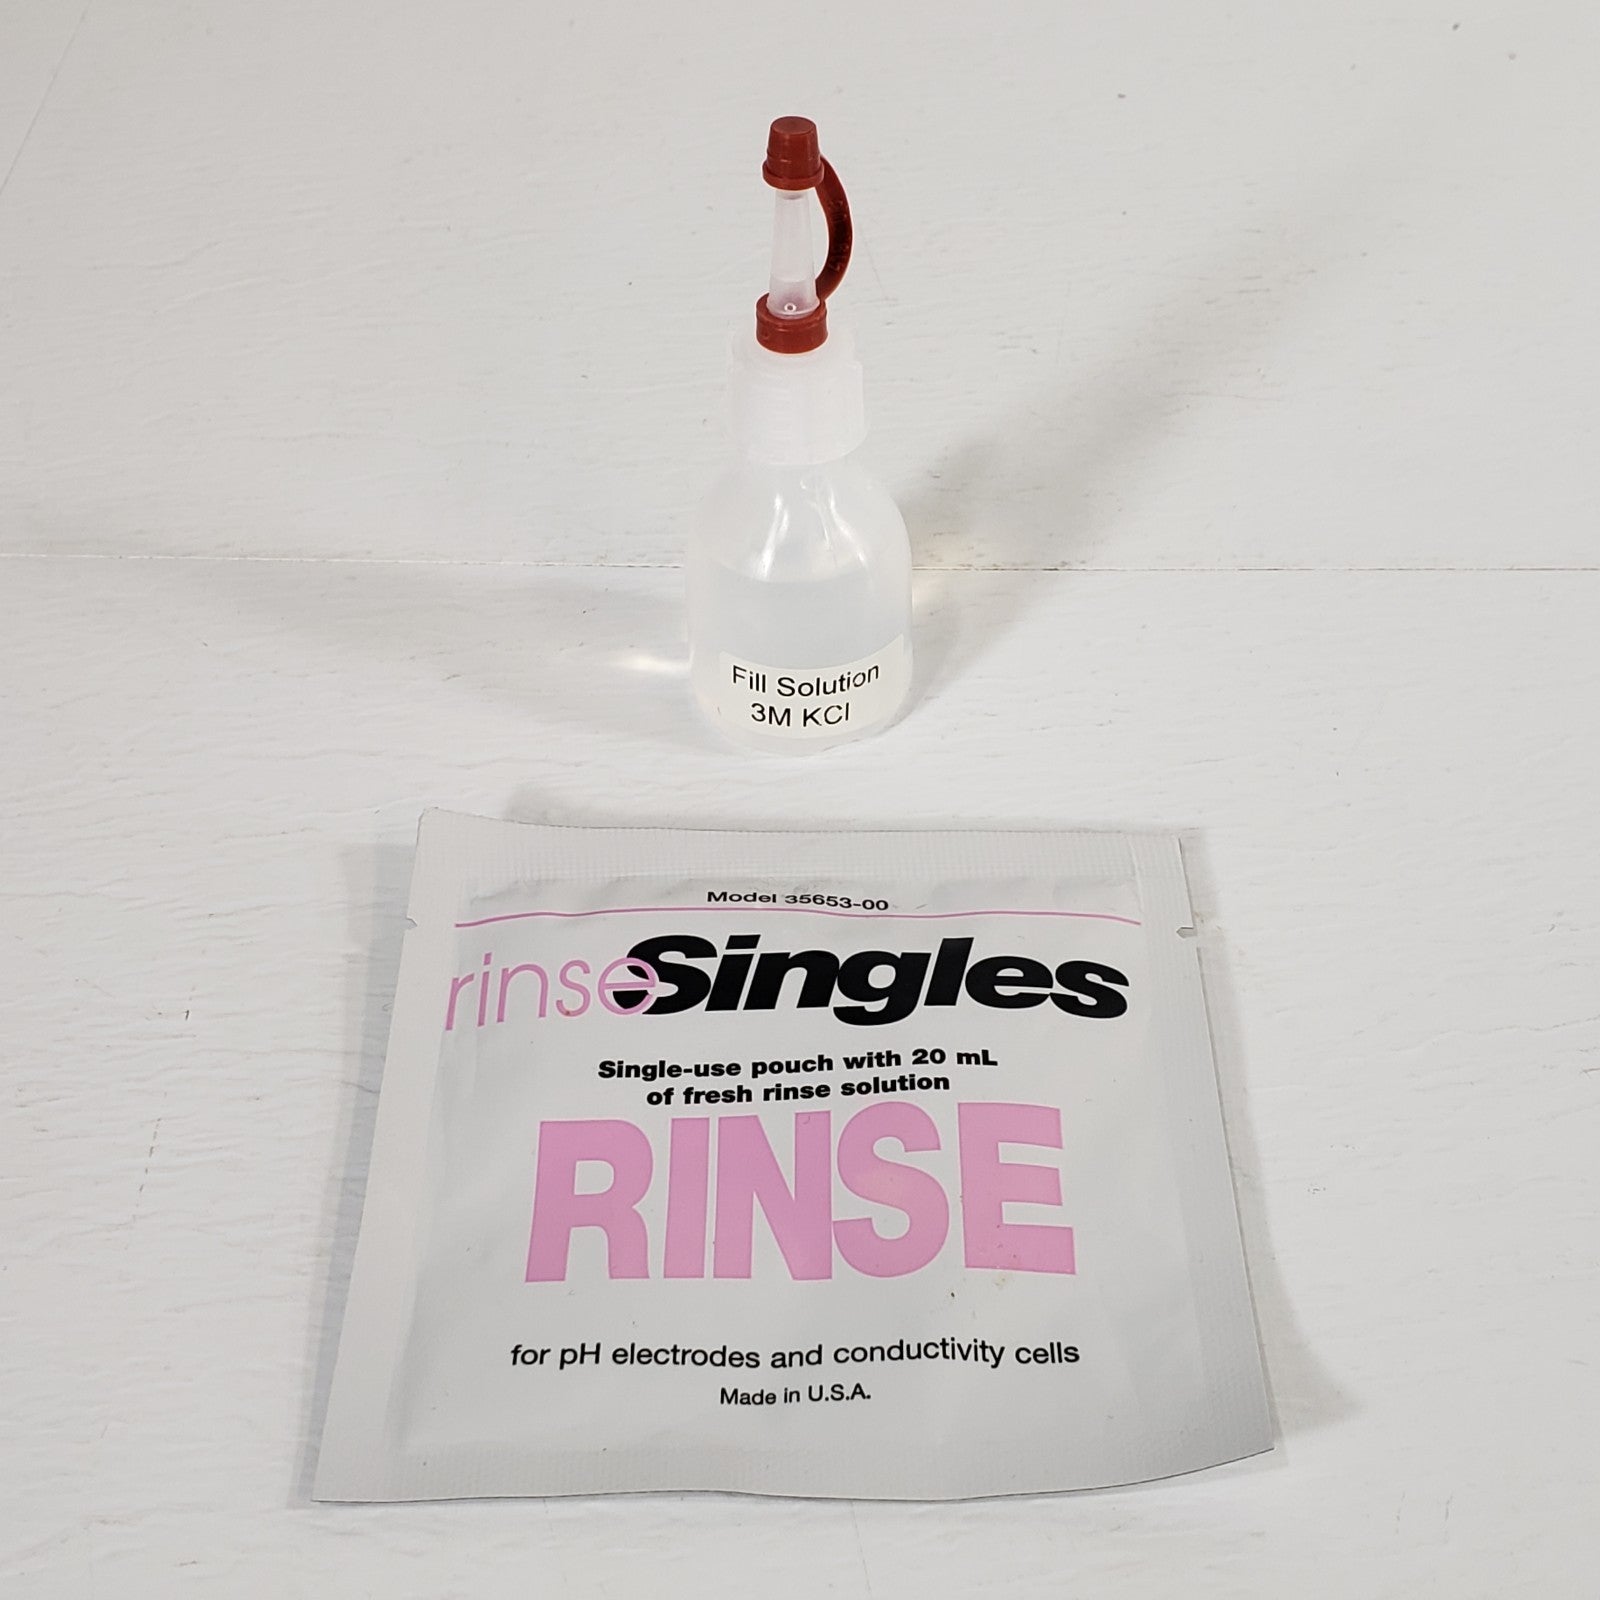 Fill Solution
3M KCl
Model 35653-00
rinseSingles
Single-use pouch with 20 mL
of fresh rinse solution
RINSE
for pH electrodes and conductivity cells
Made in U.S.A.